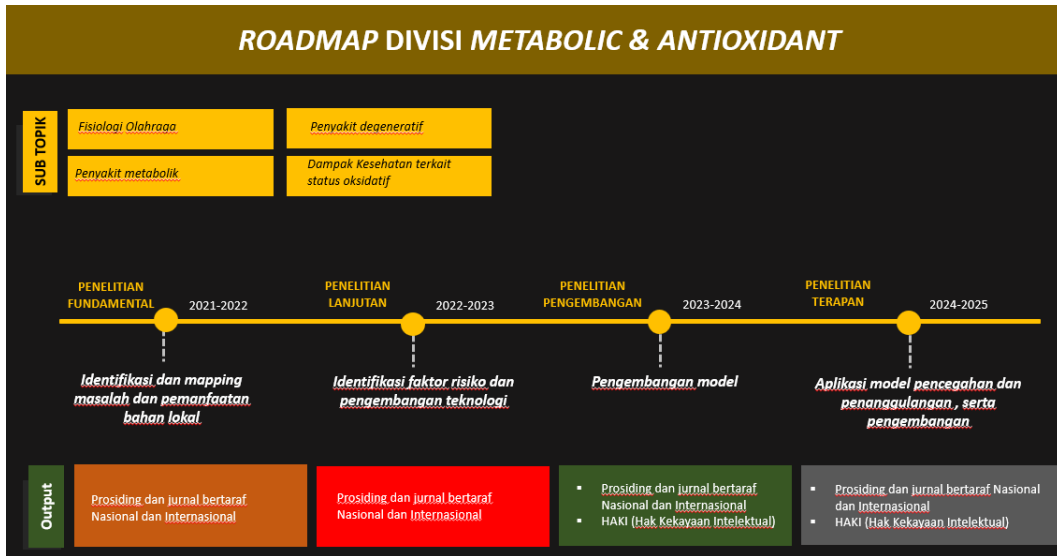 ROADMAP DIVISI METABOLIC & ANTIOXIDANT
SUB TOPIK
Fisiologi Olahraga
Penyakit degeneratif
Penyakit metabolik
Dampak Kesehatan terkait
status oksidatif
PENELITIAN
FUNDAMENTAL
2021-2022
PENELITIAN
LANJUTAN
2022-2023
PENELITIAN
PENGEMBANGAN
2023-2024
PENELITIAN
TERAPAN
2024-2025
Identifikasi dan mapping
masalah dan pemanfaatan
bahan lokal
Identifikasi faktor risiko dan
pengembangan teknologi
Pengembangan model
Aplikasi model pencegahan dan
penanggulangan , serta
pengembangan
Output
Prosiding dan jurnal bertaraf
Nasional dan Internasional
Prosiding dan jurnal bertaraf
Nasional dan Internasional
▪ Prosiding dan jurnal bertaraf
Nasional dan Internasional
▪ HAKI (Hak Kekayaan Intelektual)
▪ Prosiding dan jurnal bertaraf Nasional
dan Internasional
▪ HAKI (Hak Kekayaan Intelektual)